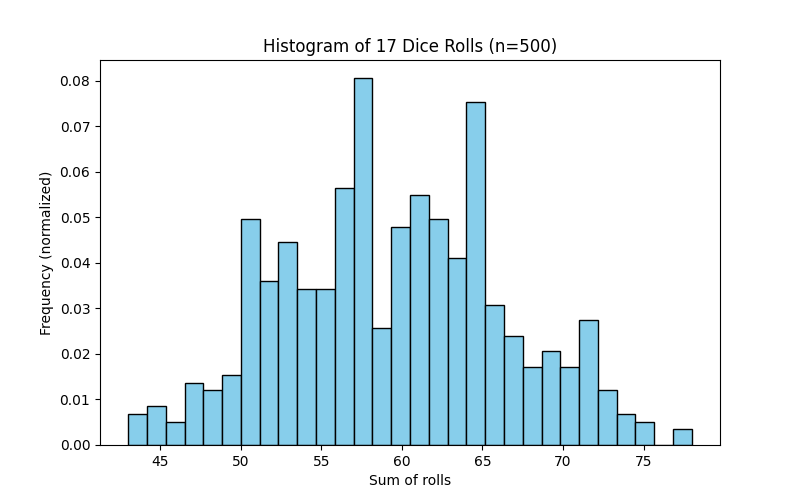 Histogram of 17 Dice Rolls (n=500)
Frequency (normalized)
0.08
0.07
0.06
0.05
0.04
0.03
0.02
0.01
0.00
45 50 55 60 65 70 75
Sum of rolls